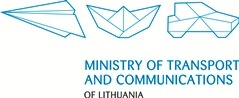 MINISTRY OF TRANSPORT
AND COMMUNICATIONS
OF LITHUANIA